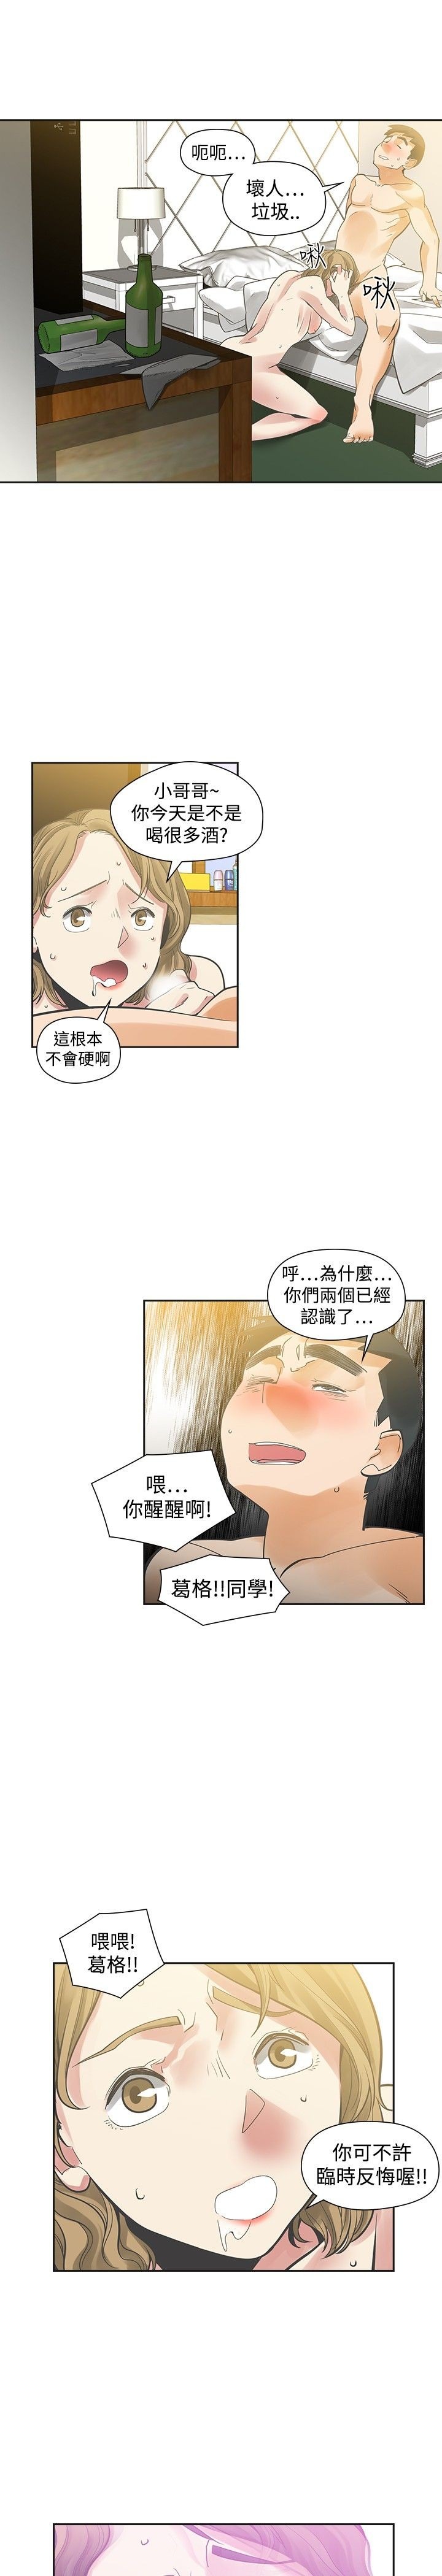 呃呃...
壞人...
垃圾..
啾
啾
小哥哥~
你今天是不是
喝很多酒?
這根本
不會硬啊
呼...為什麼...
你們兩個已經
認識了...
喂...
你醒醒啊!
葛格!!同學!
喂喂!
葛格!!
你可不許
臨時反悔喔!!